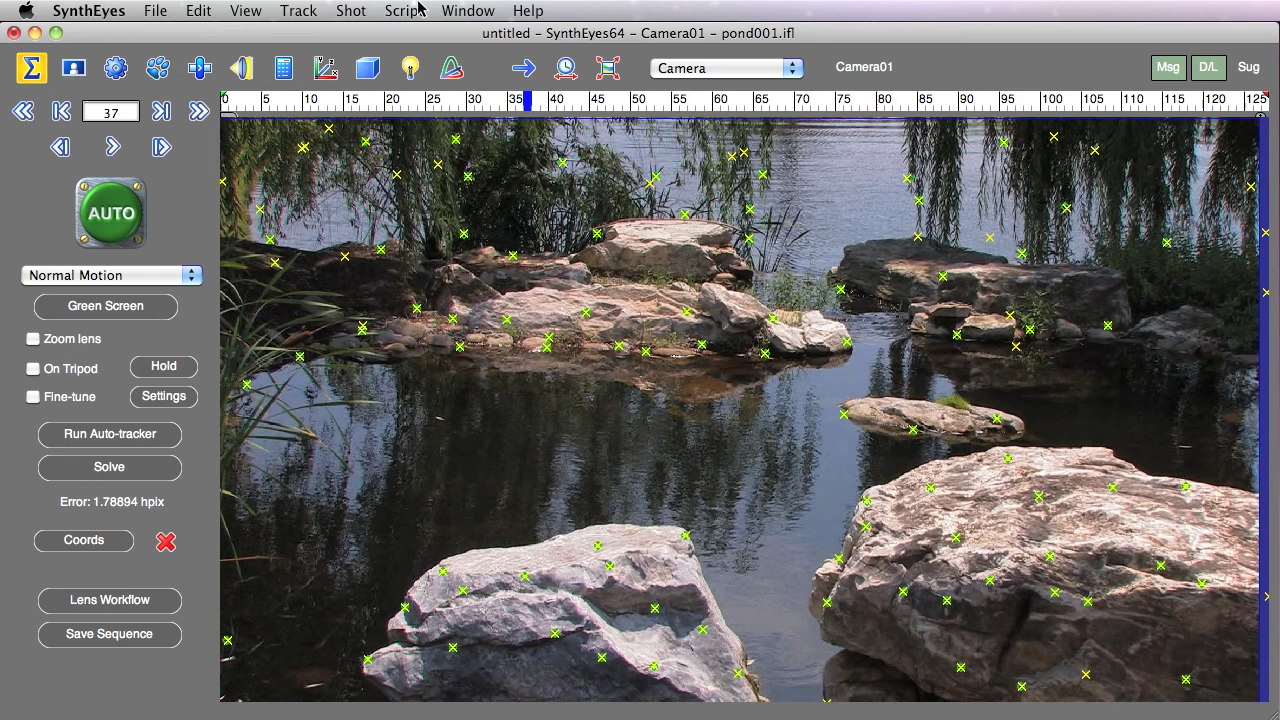 SynthEyes File Edit View Track Shot Script Window Help
untitled - SynthEyes64 - Camera01 - pond001.ifl
Camera Camera01 Msg D/L Sug
0 5 10 15 20 25 30 35 40 45 50 55 60 65 70 75 80 85 90 95 100 105 110 115 120 125
37
AUTO
Normal Motion
Green Screen
Zoom lens
On Tripod Hold
Fine-tune Settings
Run Auto-tracker
Solve
Error: 1.78894 hpix
Coords
Lens Workflow
Save Sequence